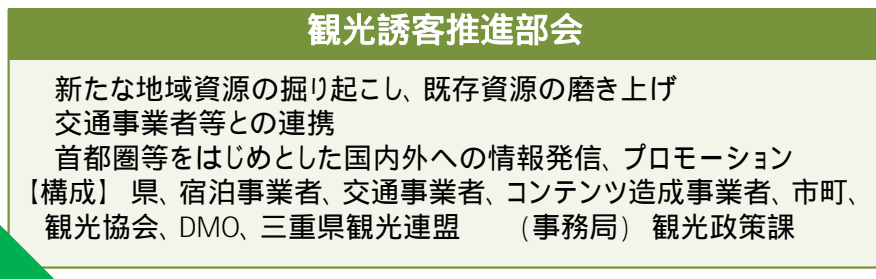 観光誘客推進部会
新たな地域資源の掘り起こし、既存資源の磨き上げ
交通事業者等との連携
首都圏等をはじめとした国内外への情報発信、プロモーション
【構成】 県、宿泊事業者、交通事業者、コンテンツ造成事業者、市町、
観光協会、DMO、三重県観光連盟 (事務局) 観光政策課